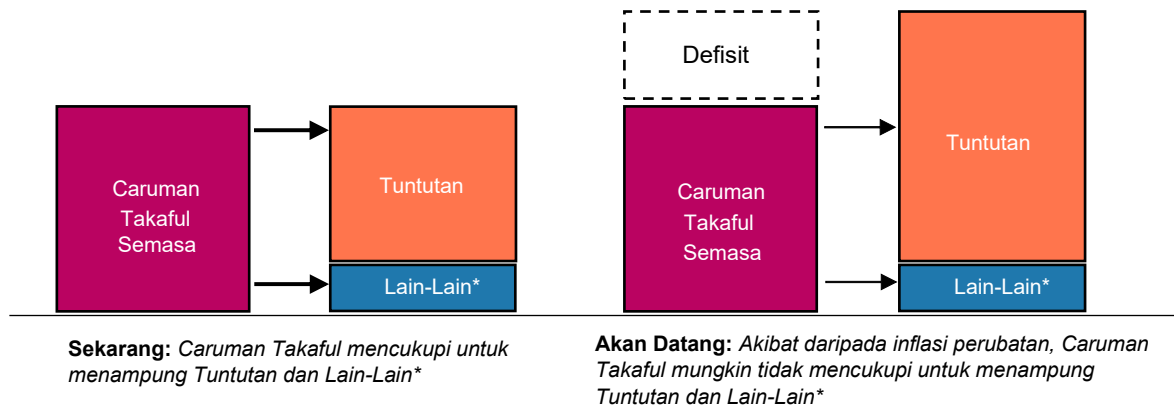 Caruman
Takaful
Semasa
Tuntutan
Lain-Lain*
Sekarang: Caruman Takaful mencukupi untuk
menampung Tuntutan dan Lain-Lain*
Defisit
Caruman
Takaful
Semasa
Tuntutan
Lain-Lain*
Akan Datang: Akibat daripada inflasi perubatan, Caruman
Takaful mungkin tidak mencukupi untuk menampung
Tuntutan dan Lain-Lain*